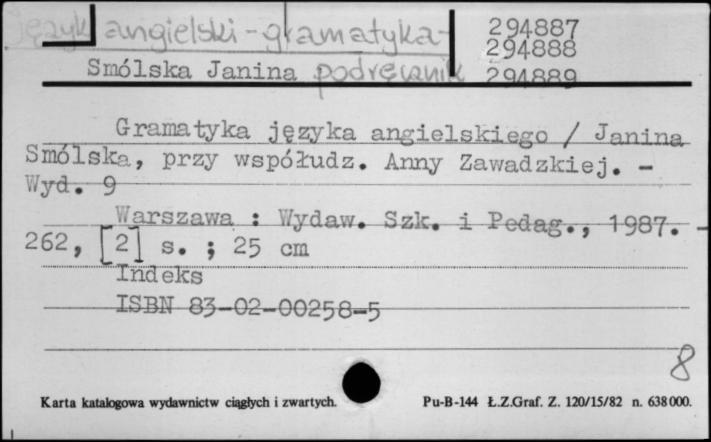 język angielski - gramatyka -
294887
294888
Smólska Janina podręcznik 294889
Gramatyka języka angielskiego / Janina
Smólska, przy współudz. Anny Zawadzkiej. -
Wyd. 9
Warszawa : Wydaw. Szk. i Pedag., 1987. -
262, [2] s. ; 25 cm
Indeks
ISBN 83-02-00258-5
8
Karta katalogowa wydawnictw ciągłych i zwartych. Pu-B-144 Ł.Z.Graf. Z. 120/15/82 n. 638000.